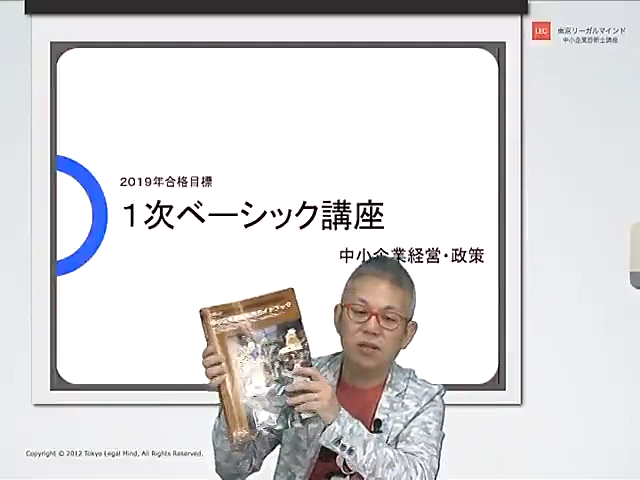 LEC 東京リーガルマインド
中小企業診断士講座
2019年合格目標
1次ベーシック講座
中小企業経営・政策
Copyright © 2012 Tokyo Legal Mind, All Rights Reserved.